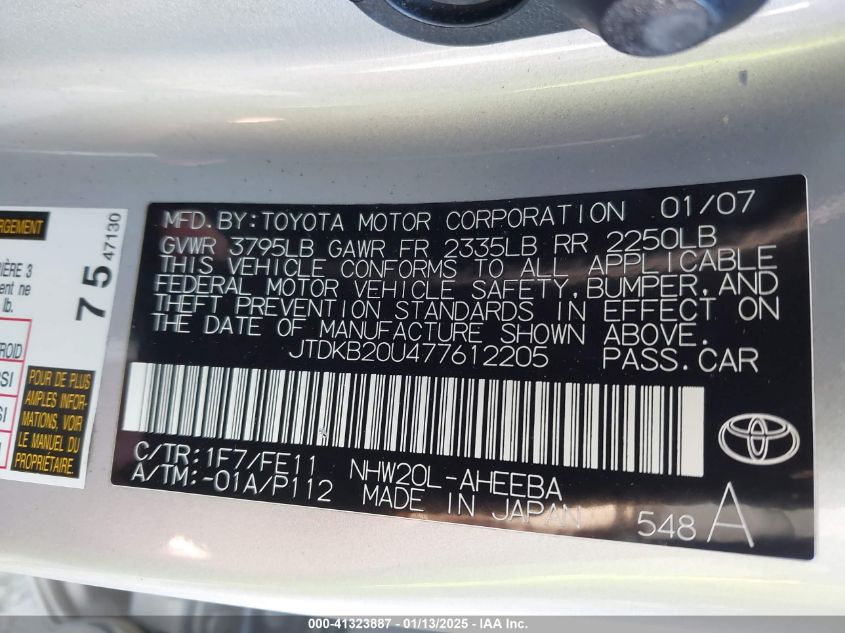 RGEMENT
IÈRE 3
ent ne
lb.
75
47130
ROID
SI
SI
I
POUR DE PLUS
AMPLES INFOR-
MATIONS, VOIR
LE MANUEL DU
PROPRIÉTAIRE
MFD. BY: TOYOTA MOTOR CORPORATION 01/07
GVWR 3795LB GAWR FR 2335LB RR 2250LB
THIS VEHICLE CONFORMS TO ALL APPLICABLE
FEDERAL MOTOR VEHICLE SAFETY, BUMPER, AND
THEFT PREVENTION STANDARDS IN EFFECT ON
THE DATE OF MANUFACTURE SHOWN ABOVE.
JTDKB20U477612205 PASS. CAR
C/TR: 1F7/FE11 NHW20L-AHEEBA
A/TM: -01A/P112 MADE IN JAPAN
548 A
000-41323887 - 01/13/2025 - IAA Inc.